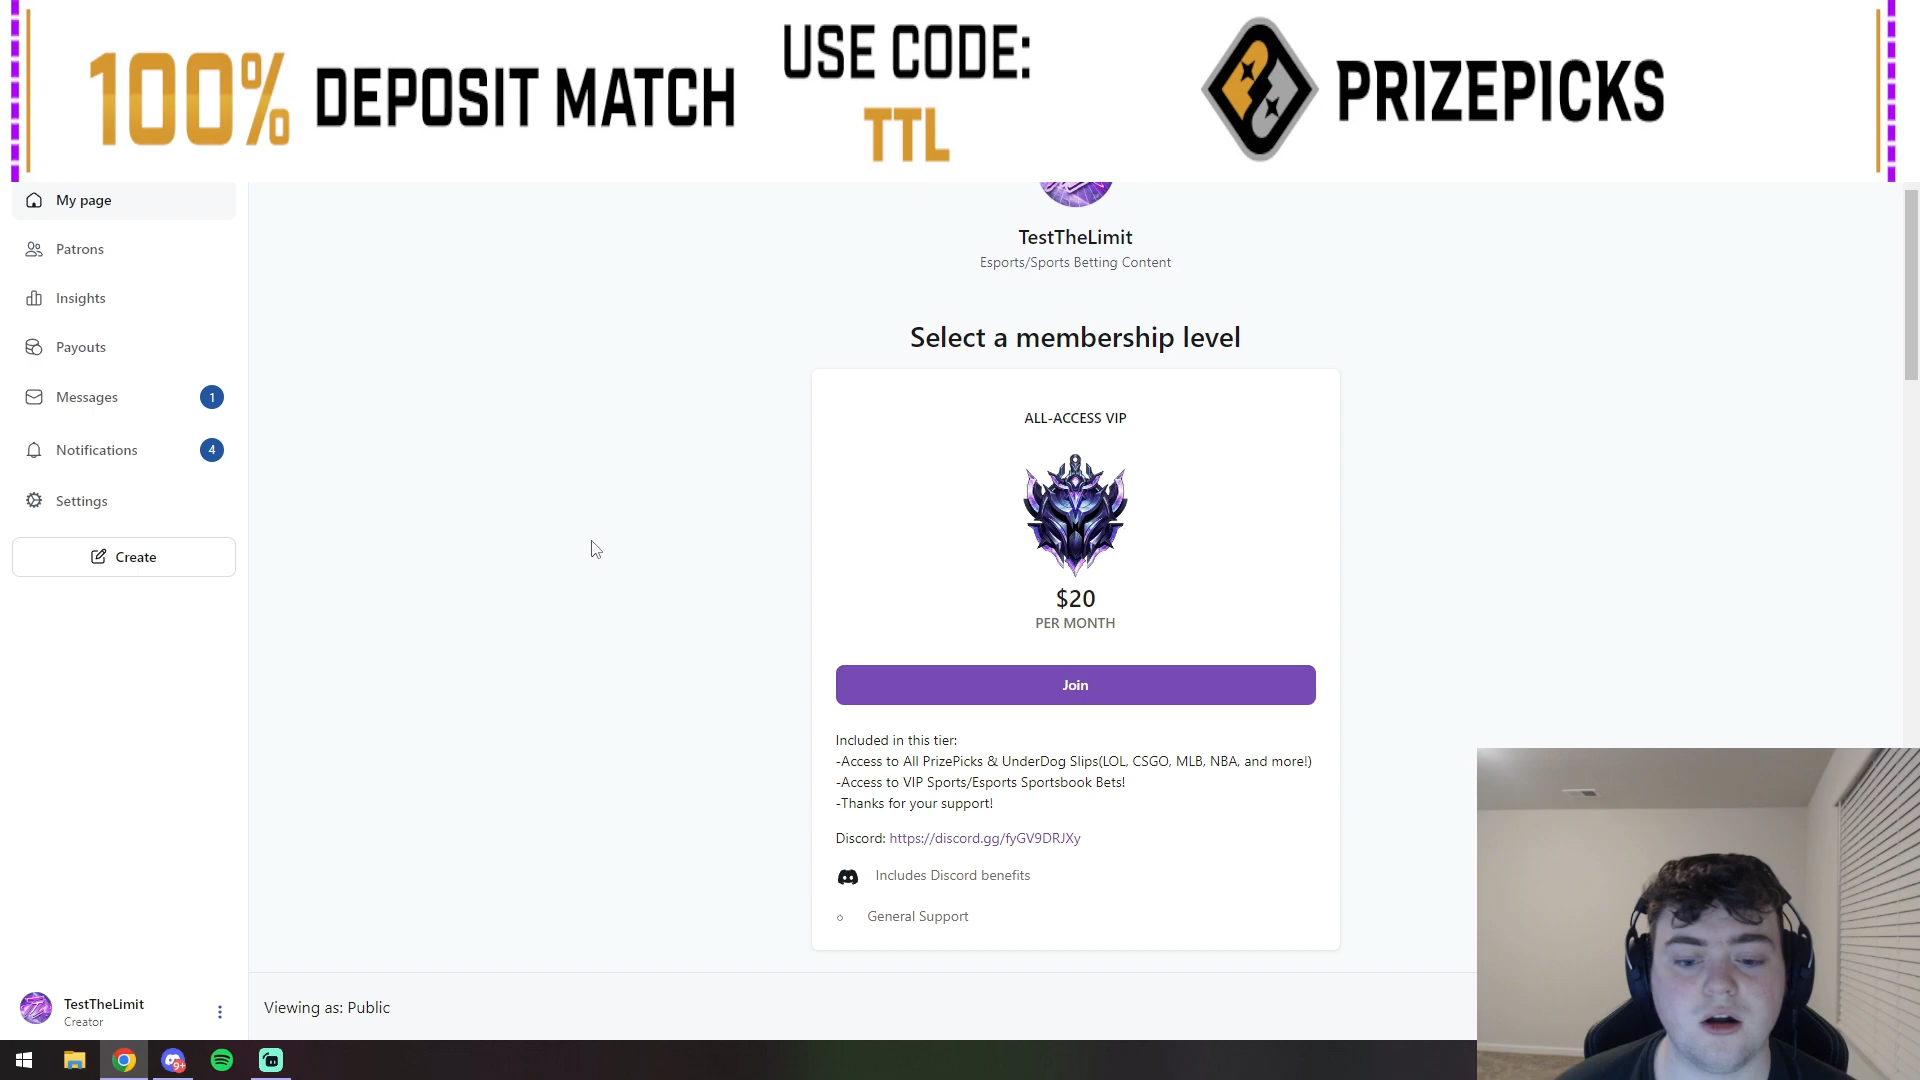 100% DEPOSIT MATCH
USE CODE:
TTL
PRIZEPICKS
My page
Patrons
Insights
Payouts
Messages 1
Notifications 4
Settings
Create
TestTheLimit
Esports/Sports Betting Content
Select a membership level
ALL-ACCESS VIP
$20
PER MONTH
Join
Included in this tier:
-Access to All PrizePicks & UnderDog Slips(LOL, CSGO, MLB, NBA, and more!)
-Access to VIP Sports/Esports Sportsbook Bets!
-Thanks for your support!
Discord: https://discord.gg/fyGV9DRJXy
Includes Discord benefits
General Support
TestTheLimit
Creator
Viewing as: Public
9+